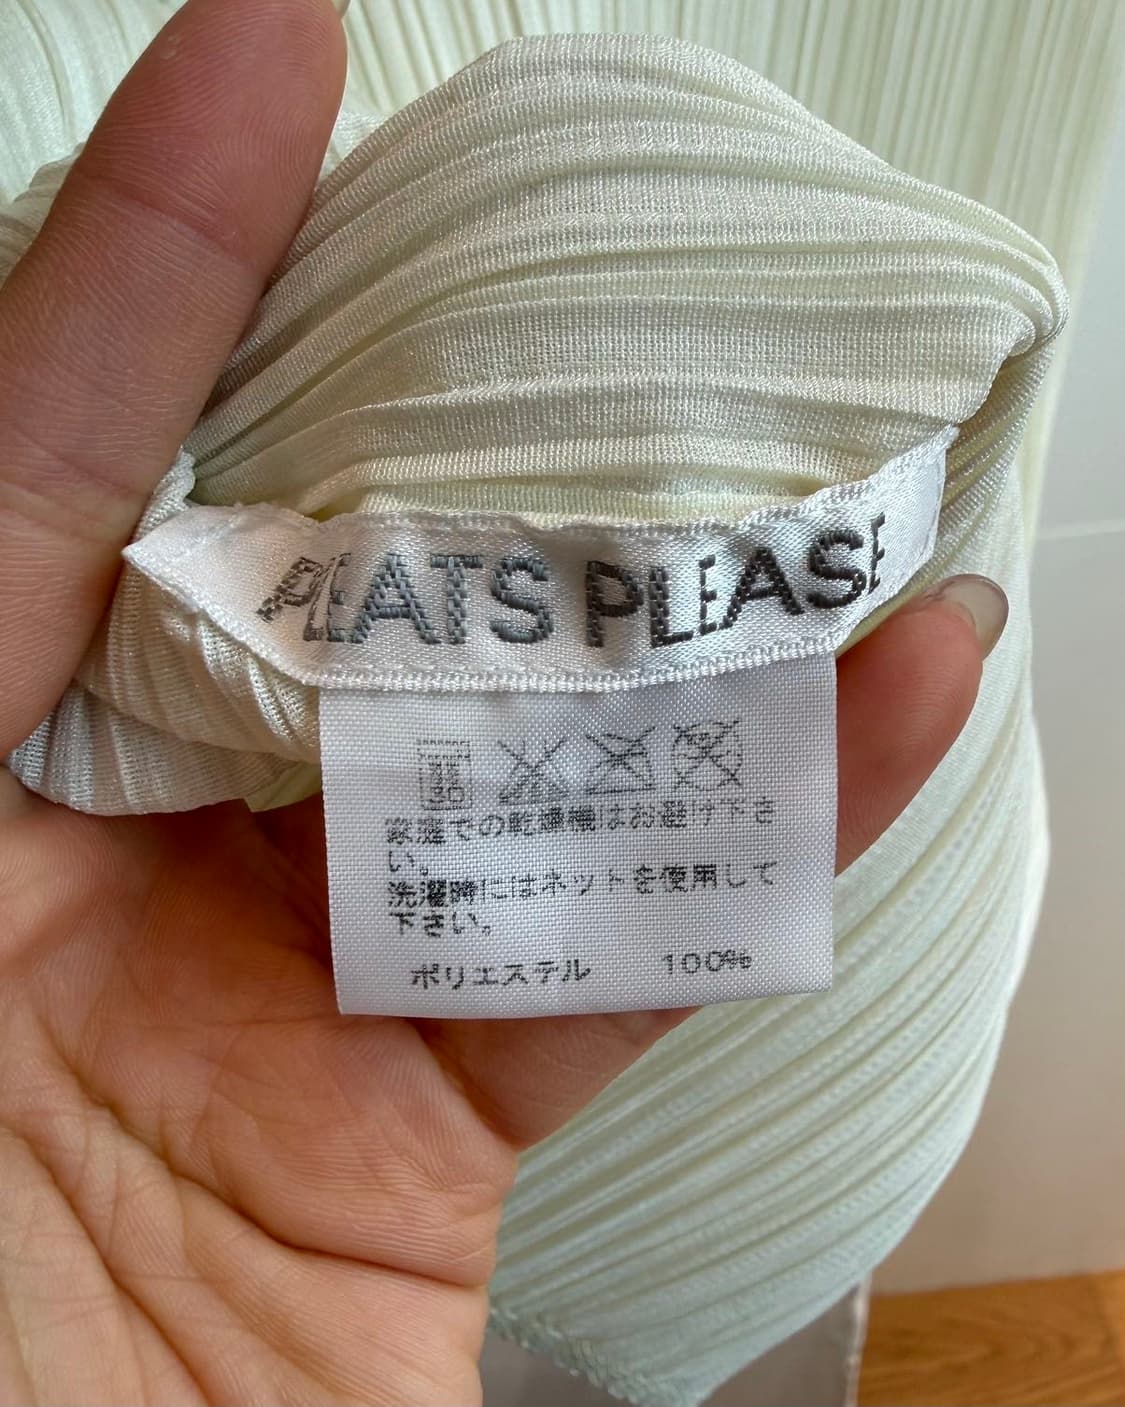 PLEATS PLEASE
家庭での乾燥機はお避け下さ
い。
洗濯時にはネットを使用して
下さい。
ポリエステル 100%